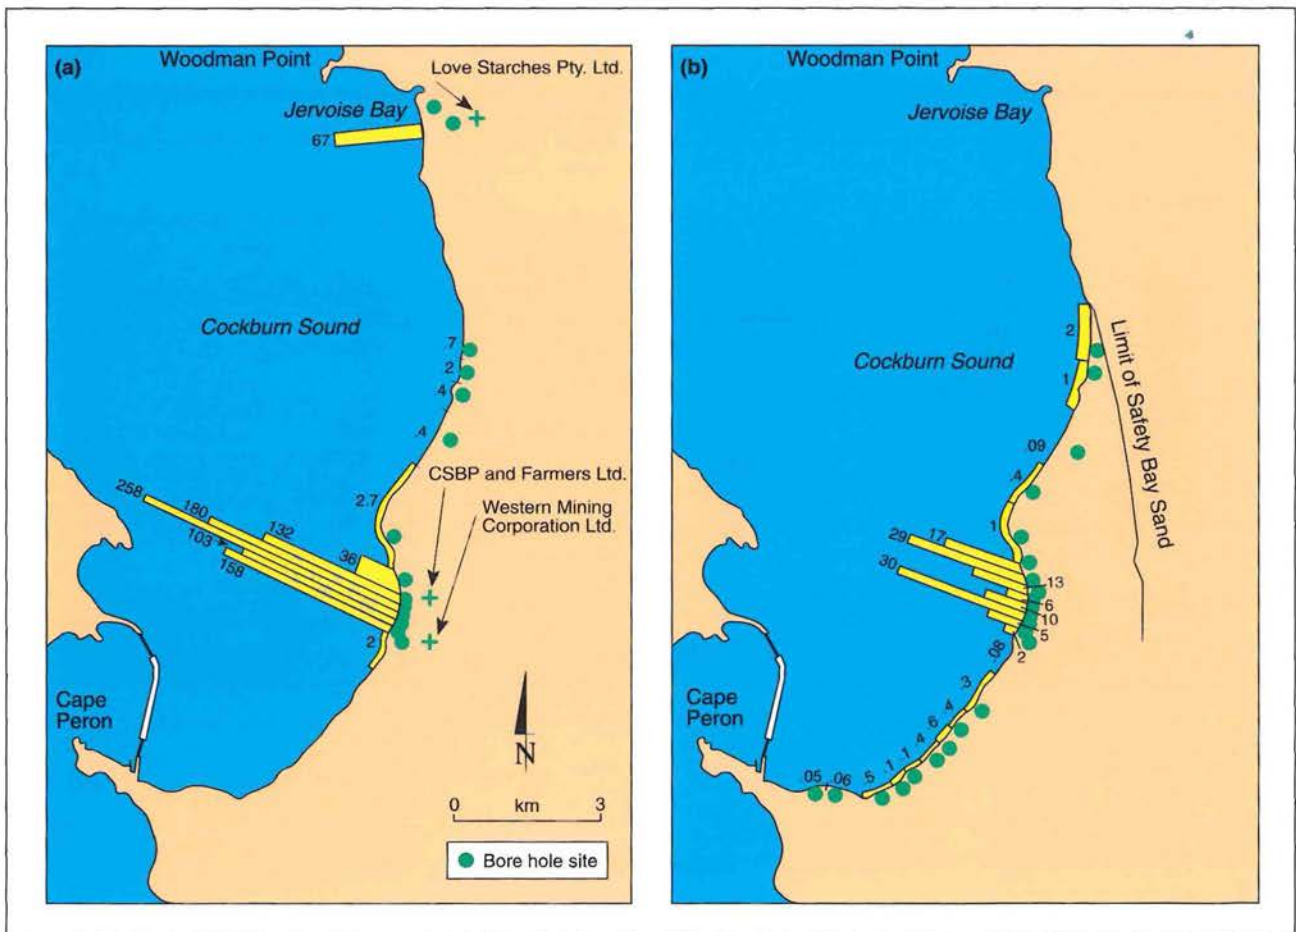 (a)
Woodman Point
Love Starches Pty. Ltd.
Jervoise Bay
67
Cockburn Sound
.7
2
.4
.4
2.7
CSBP and Farmers Ltd.
Western Mining
Corporation Ltd.
258
180
132
103
36
158
2
Cape
Peron
N
0 km 3
Bore hole site
(b)
Woodman Point
Jervoise Bay
Cockburn Sound
2
1
Limit of Safety Bay Sand
.09
.4
1
29
17
30
13
6
10
5
2
.08
.3
.4
6
.4
.1
.1
.5
.06
.05